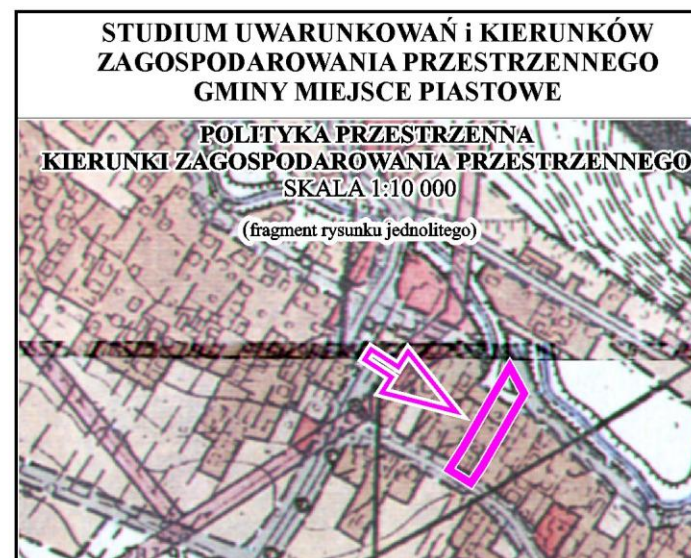 STUDIUM UWARUNKOWAŃ i KIERUNKÓW
ZAGOSPODAROWANIA PRZESTRZENNEGO
GMINY MIEJSCE PIASTOWE
POLITYKA PRZESTRZENNA
KIERUNKI ZAGOSPODAROWANIA PRZESTRZENNEGO
SKALA 1:10 000
(fragment rysunku jednolitego)